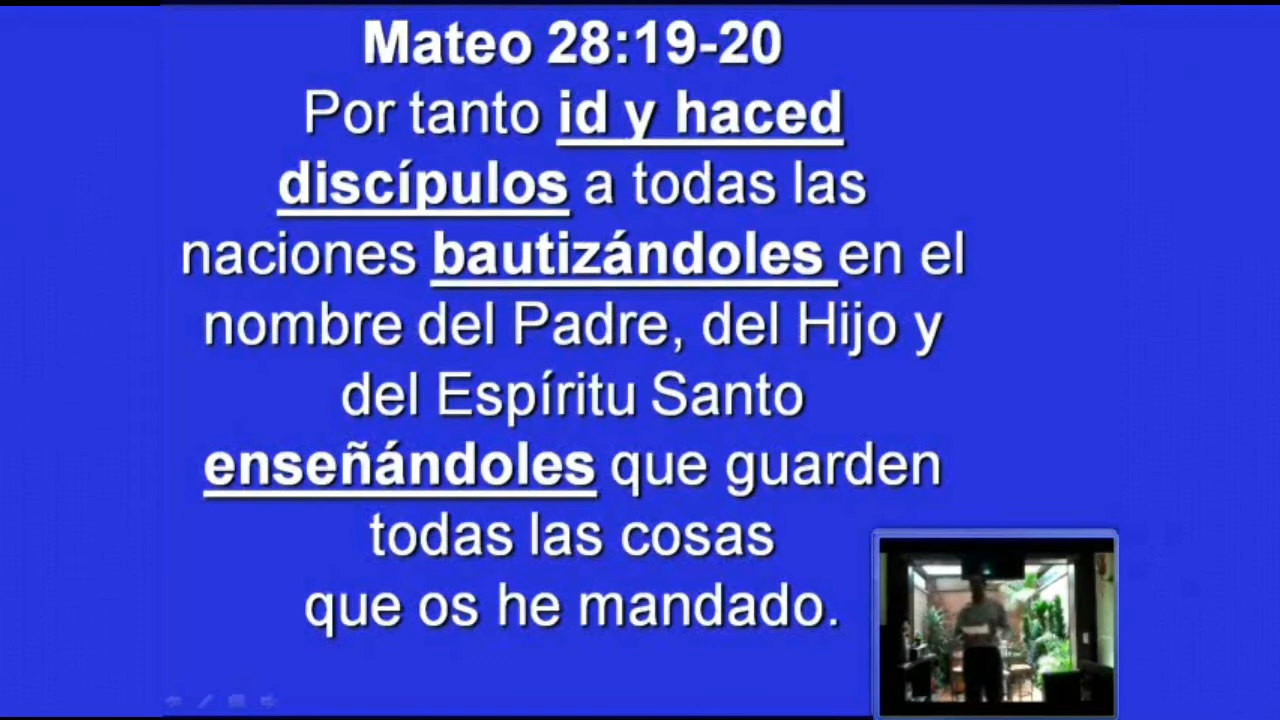 Mateo 28:19-20
Por tanto id y haced
discípulos a todas las
naciones bautizándoles en el
nombre del Padre, del Hijo y
del Espíritu Santo
enseñándoles que guarden
todas las cosas
que os he mandado.